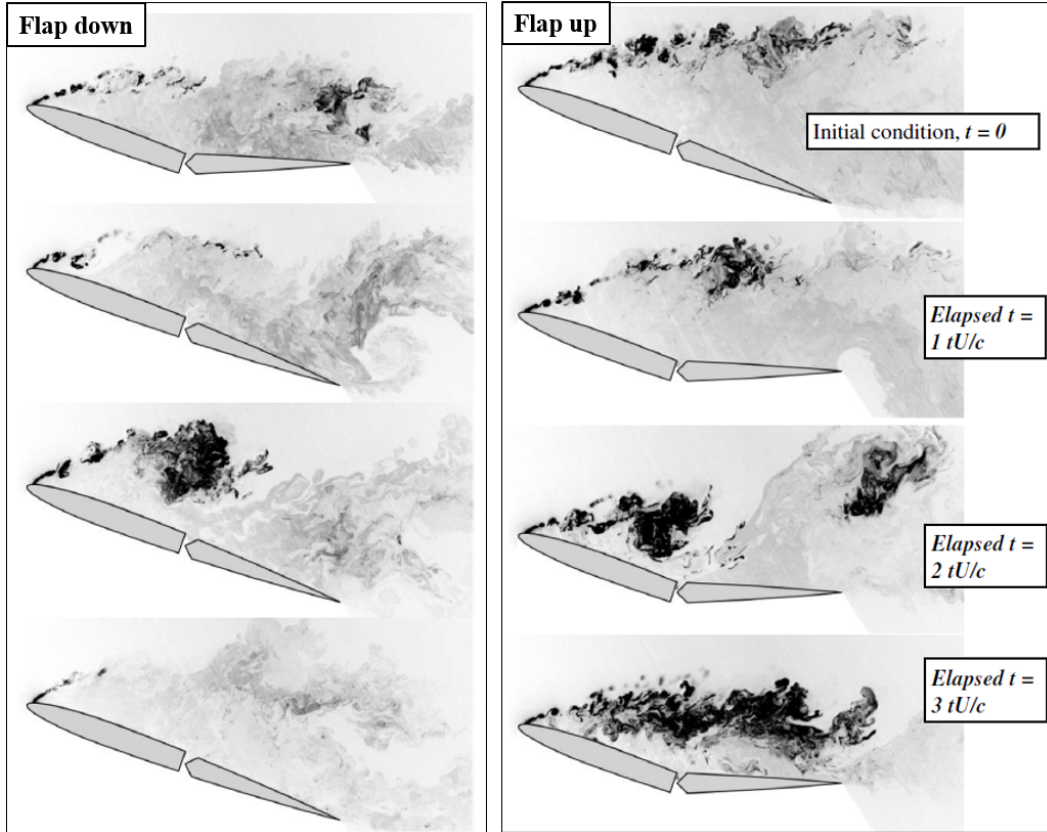 Flap down
Flap up
Initial condition, t = 0
Elapsed t =
1 tU/c
Elapsed t =
2 tU/c
Elapsed t =
3 tU/c